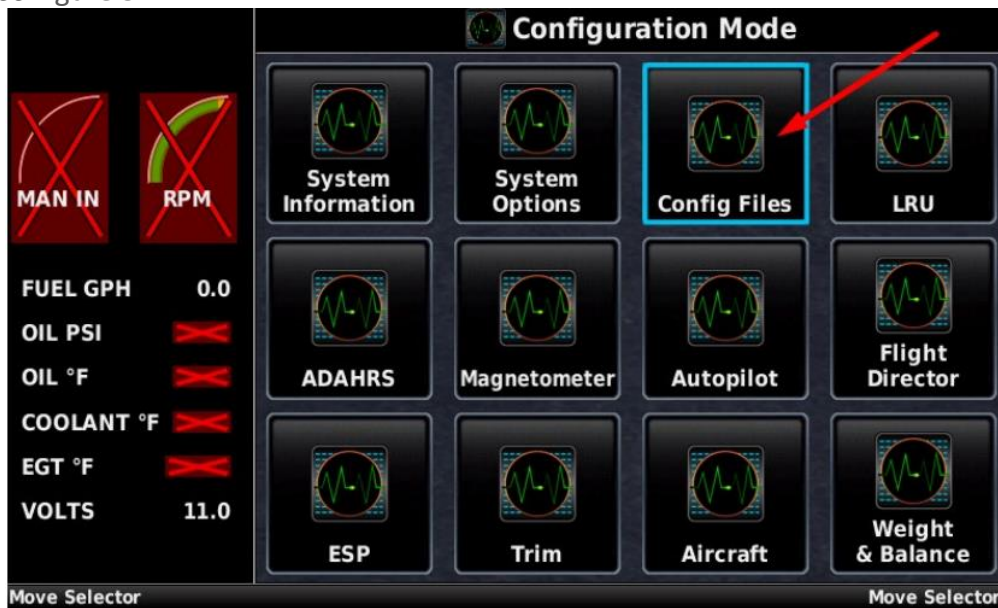 Configuration Mode
MAN IN
RPM
FUEL GPH 0.0
OIL PSI
OIL °F
COOLANT °F
EGT °F
VOLTS 11.0
System
Information
System
Options
Config Files
LRU
ADAHRS
Magnetometer
Autopilot
Flight
Director
ESP
Trim
Aircraft
Weight
& Balance
Move Selector
Move Selector